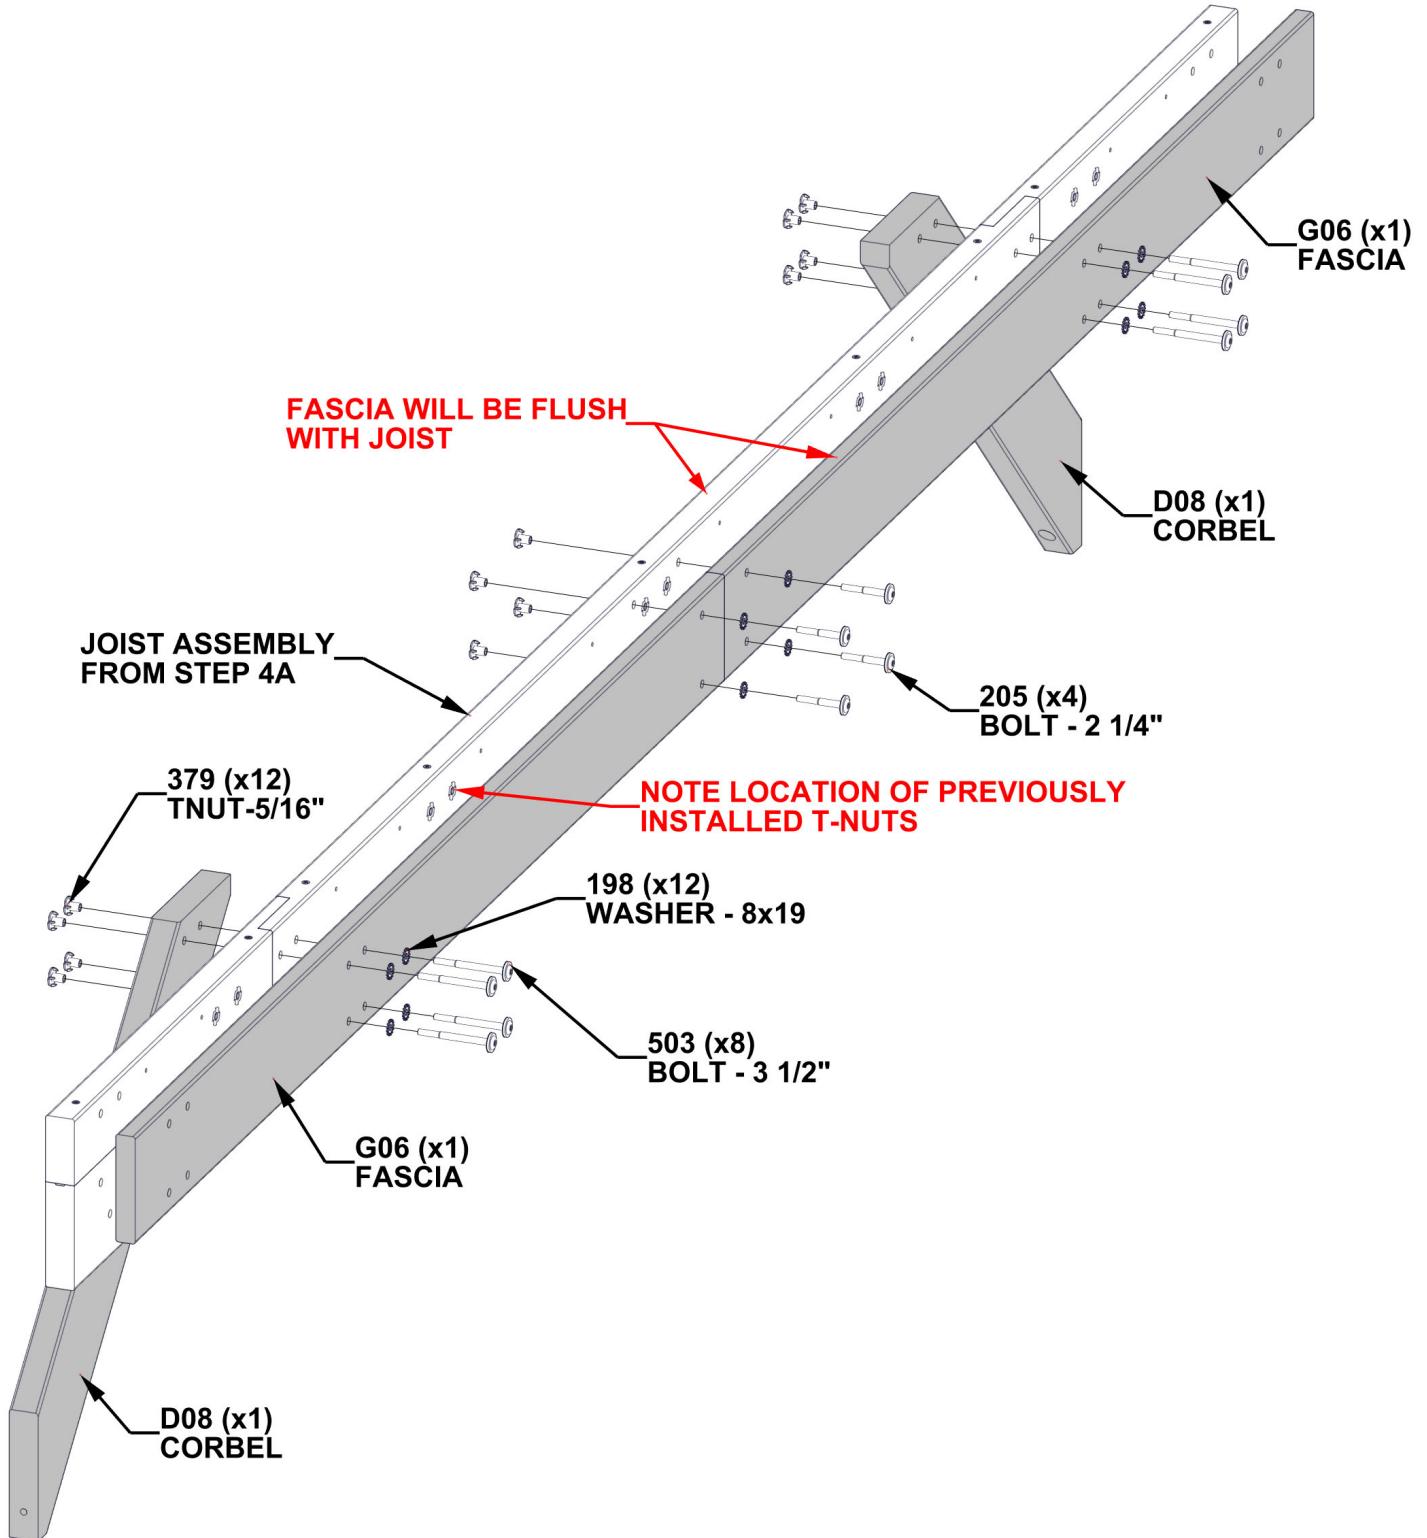 G06 (x1)
FASCIA
FASCIA WILL BE FLUSH
WITH JOIST
D08 (x1)
CORBEL
JOIST ASSEMBLY
FROM STEP 4A
205 (x4)
BOLT - 2 1/4"
379 (x12)
TNUT-5/16"
NOTE LOCATION OF PREVIOUSLY
INSTALLED T-NUTS
198 (x12)
WASHER - 8x19
503 (x8)
BOLT - 3 1/2"
G06 (x1)
FASCIA
D08 (x1)
CORBEL